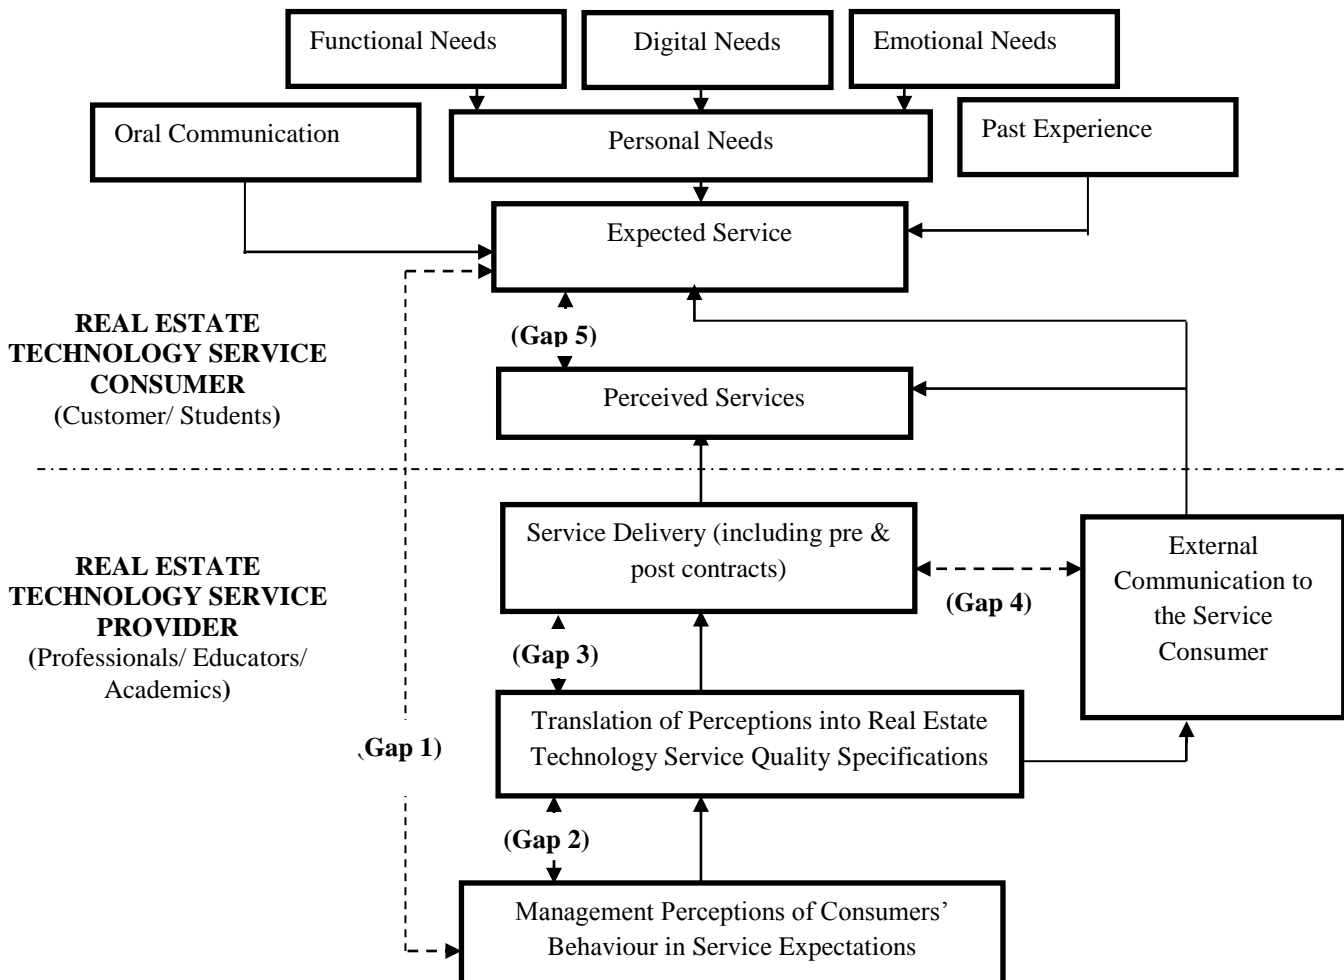 Functional Needs
Digital Needs
Emotional Needs
Oral Communication
Personal Needs
Past Experience
Expected Service
REAL ESTATE
TECHNOLOGY SERVICE
CONSUMER
(Customer/ Students)
(Gap 5)
Perceived Services
Service Delivery (including pre &
post contracts)
REAL ESTATE
TECHNOLOGY SERVICE
PROVIDER
(Professionals/ Educators/
Academics)
(Gap 4)
External
Communication to
the Service
Consumer
(Gap 3)
Translation of Perceptions into Real Estate
Technology Service Quality Specifications
(Gap 1)
(Gap 2)
Management Perceptions of Consumers’
Behaviour in Service Expectations